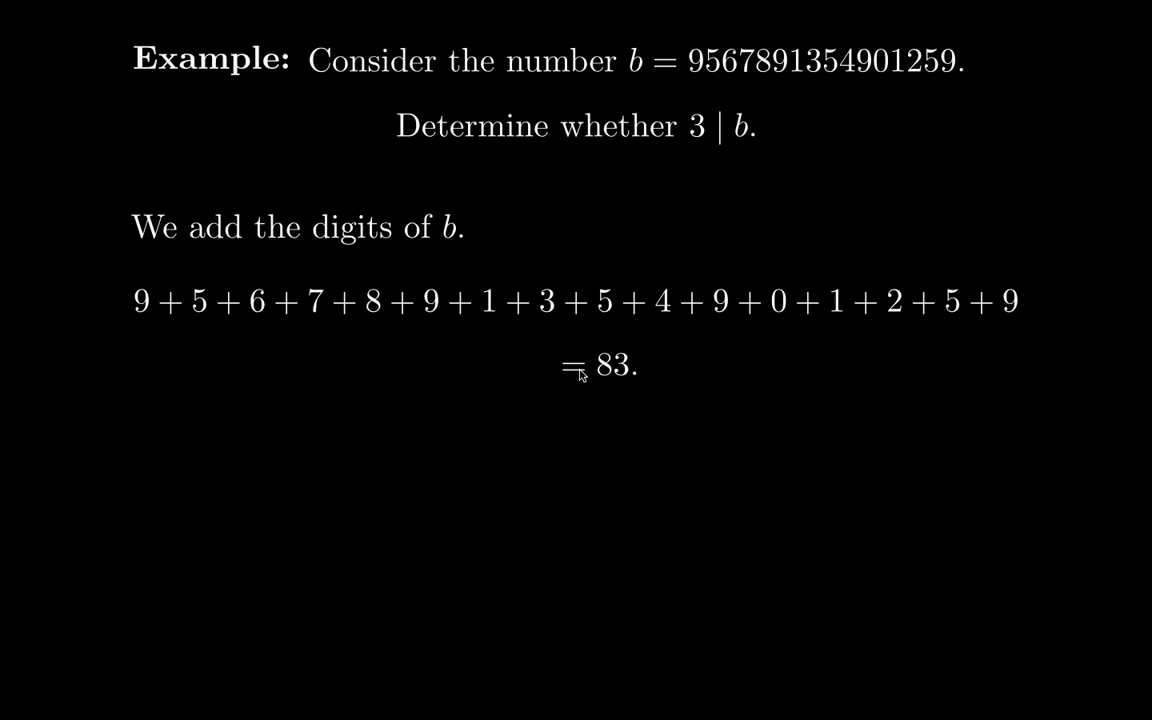 Example: Consider the number b = 9567891354901259.
Determine whether 3 | b.
We add the digits of b.
9 + 5 + 6 + 7 + 8 + 9 + 1 + 3 + 5 + 4 + 9 + 0 + 1 + 2 + 5 + 9
= 83.